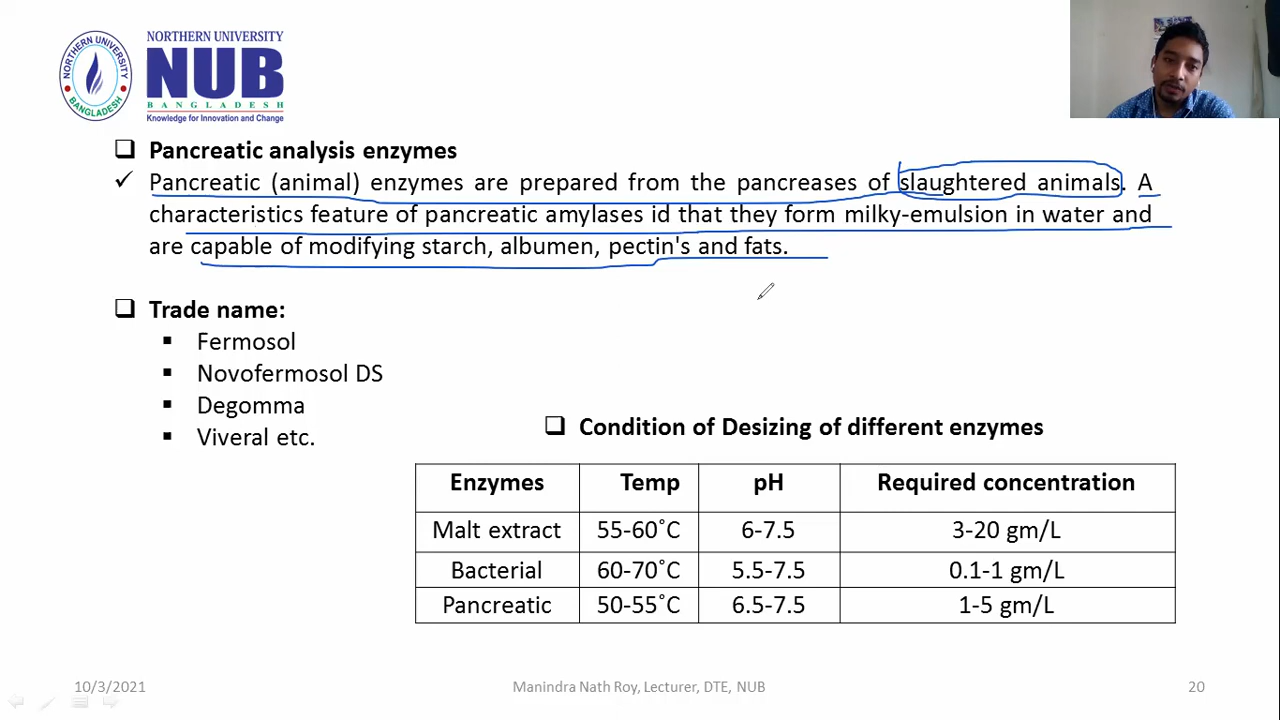 NORTHERN UNIVERSITY
NUB
BANGLADESH
Knowledge for Innovation and Change
NORTHERN UNIVERSITY
BANGLADESH
Pancreatic analysis enzymes
Pancreatic (animal) enzymes are prepared from the pancreases of slaughtered animals. A
characteristics feature of pancreatic amylases id that they form milky-emulsion in water and
are capable of modifying starch, albumen, pectin's and fats.
Trade name:
Fermosol
Novofermosol DS
Degomma
Viveral etc.
Condition of Desizing of different enzymes
Enzymes Temp pH Required concentration
Malt extract 55-60˚C 6-7.5 3-20 gm/L
Bacterial 60-70˚C 5.5-7.5 0.1-1 gm/L
Pancreatic 50-55˚C 6.5-7.5 1-5 gm/L
10/3/2021 Manindra Nath Roy, Lecturer, DTE, NUB 20